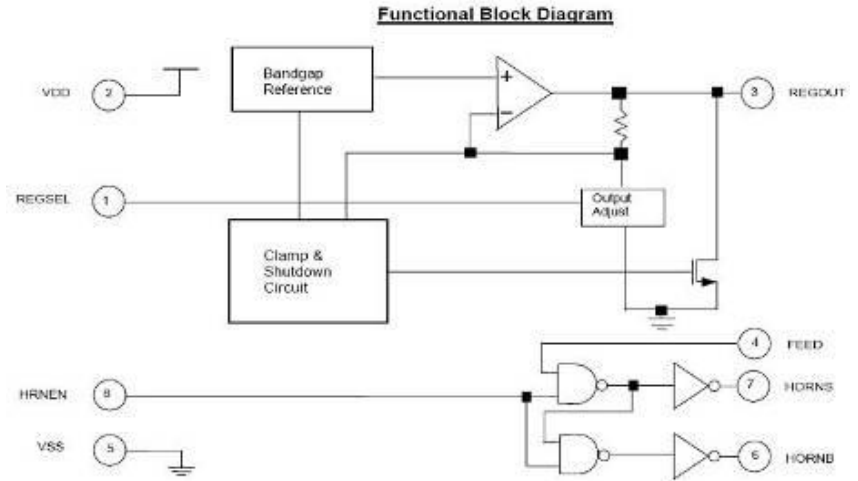 Functional Block Diagram
Bandgap
Reference
+
−
VDD 2
3 REGOUT
REGSEL 1
Output
Adjust
Clamp &
Shutdown
Circuit
4 FEED
HRNEN 8
7 HORNS
VSS 5
6 HORNB